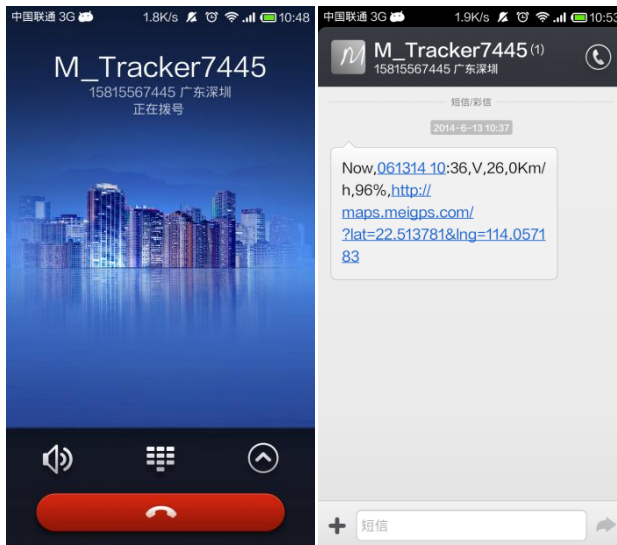 中国联通 3G 1.8K/s 10:48
M_Tracker7445
15815567445 广东深圳
正在拨号
中国联通 3G 1.9K/s 10:53
M_Tracker7445 (1)
15815567445 广东深圳
短信/彩信
2014-6-13 10:37
Now,061314 10:36,V,26,0Km/
h,96%,http://
maps.meigps.com/
?lat=22.513781&lng=114.0571
83
短信